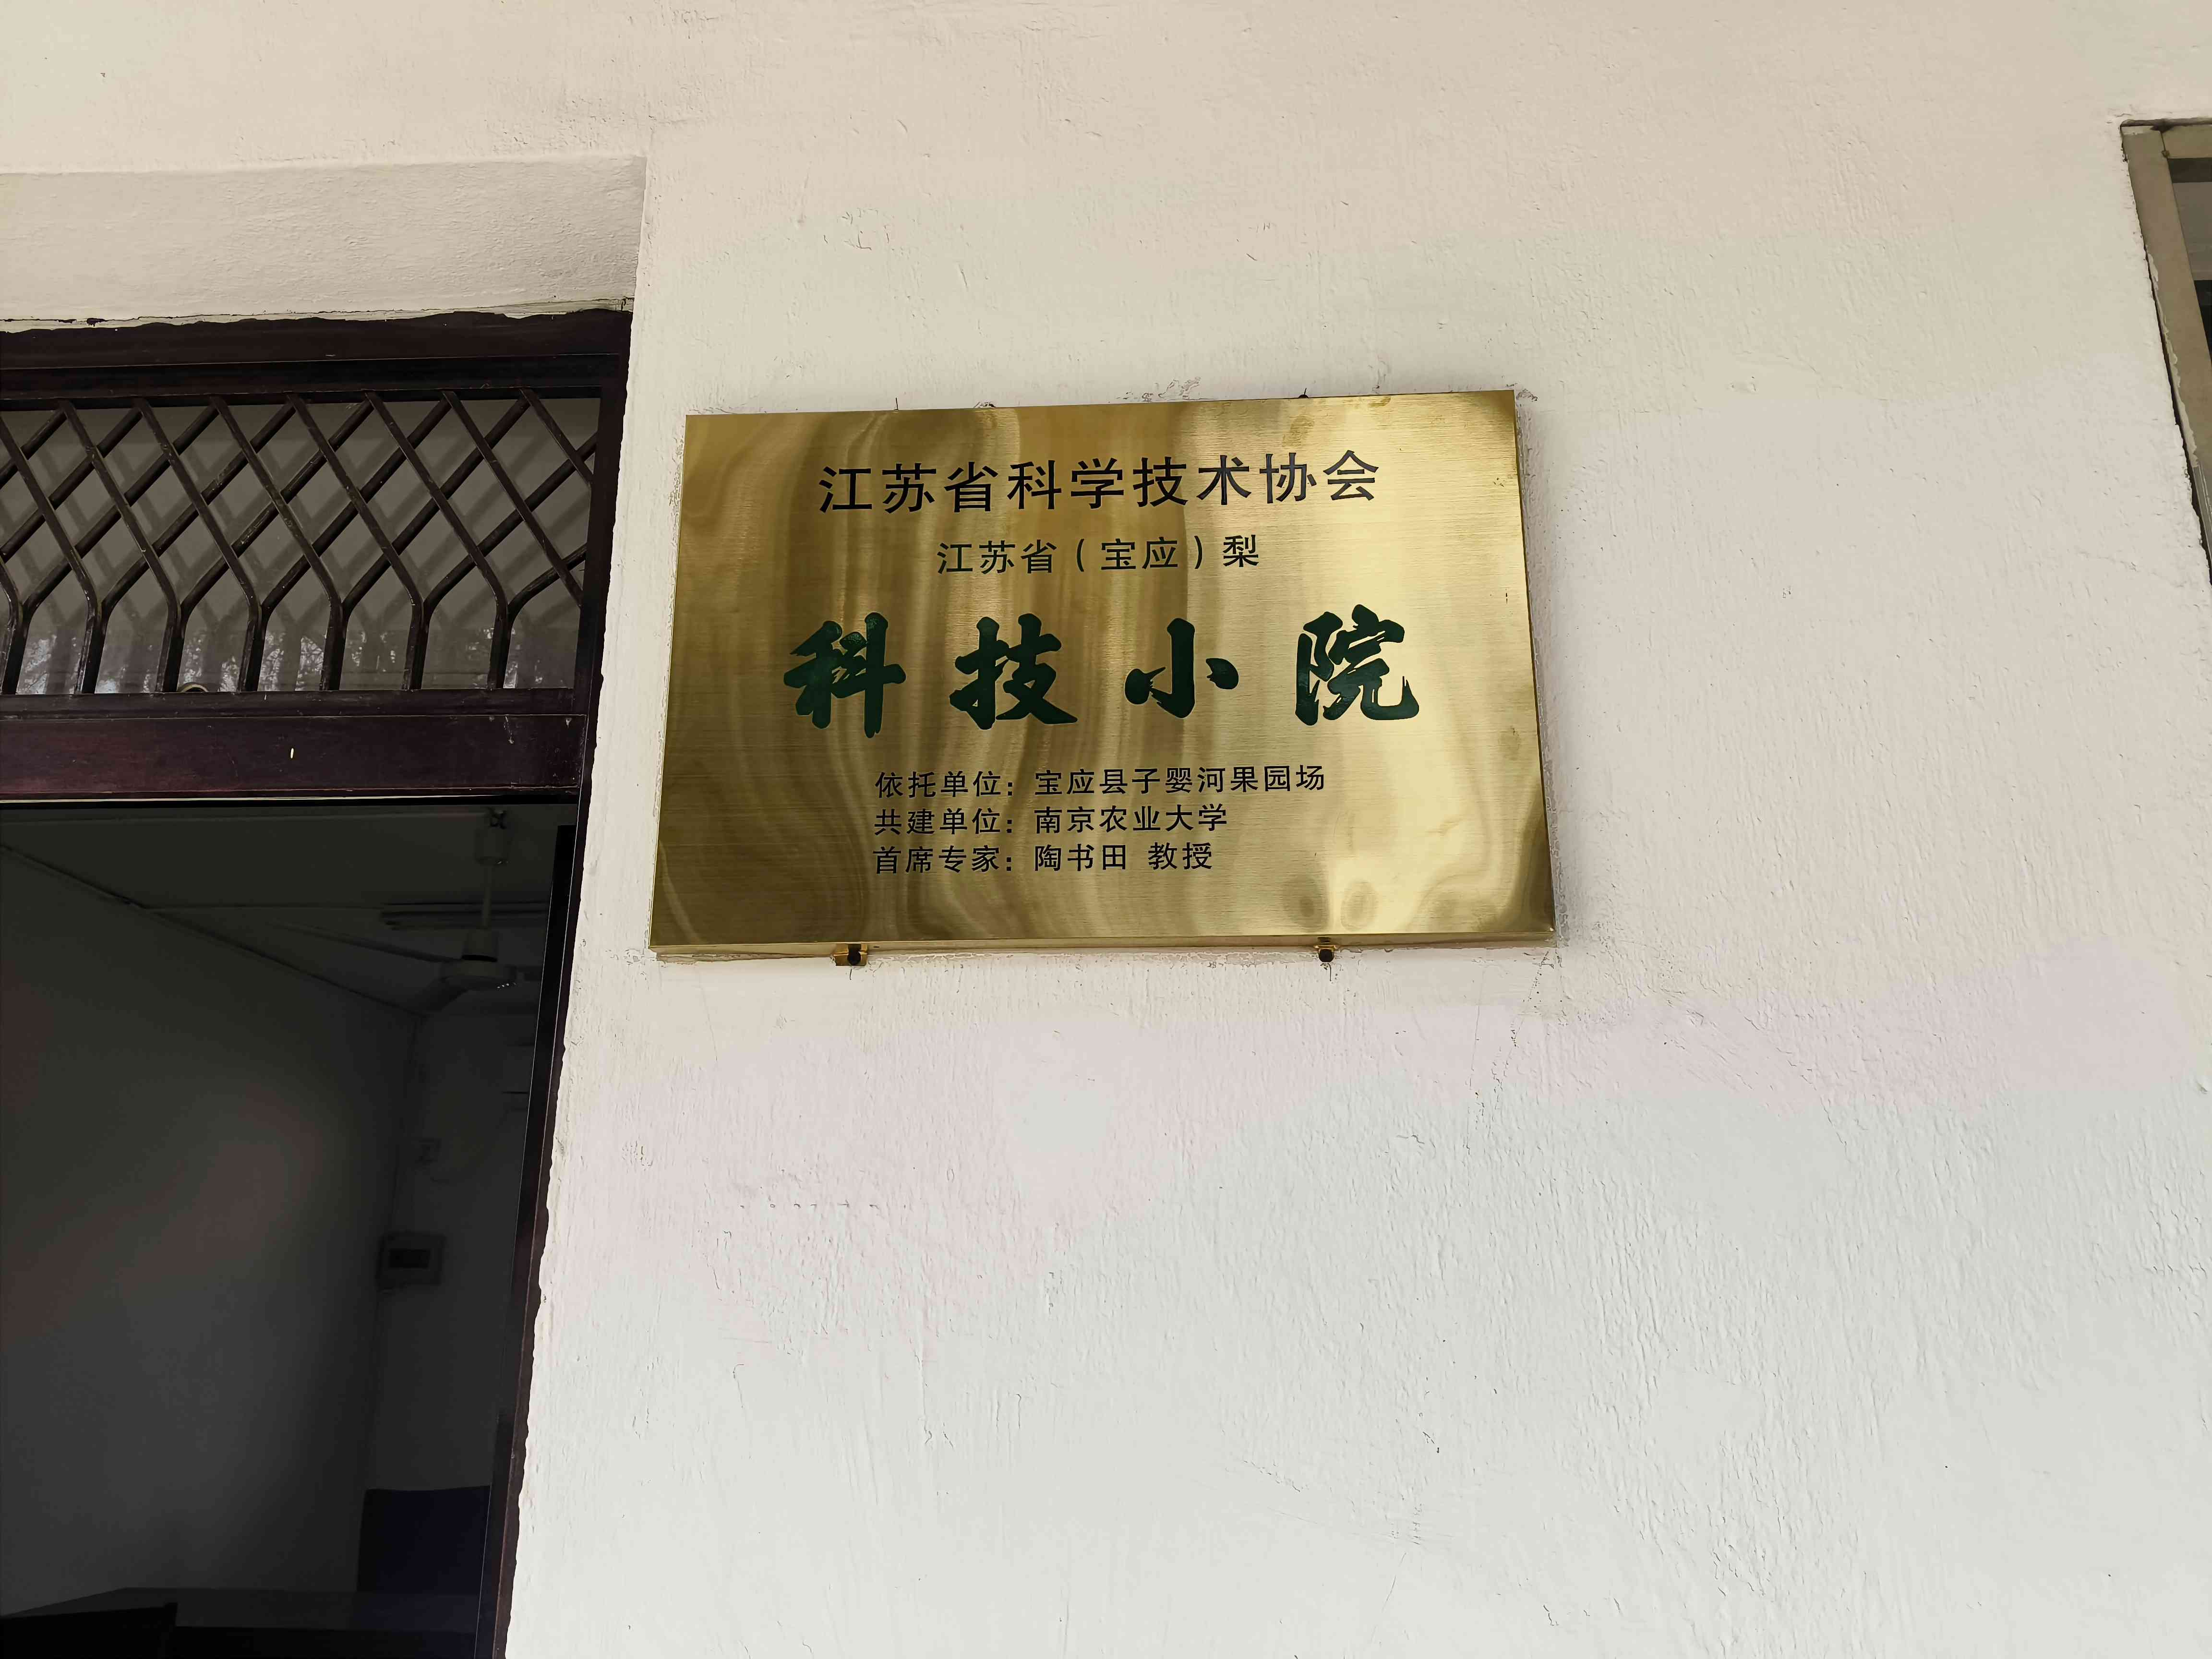 江苏省科学技术协会
江苏省（宝应）梨
科技小院
依托单位：宝应县子婴河果园场
共建单位：南京农业大学
首席专家：陶书田 教授